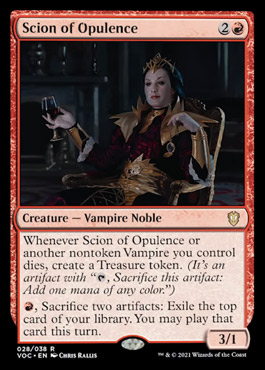 Scion of Opulence 2
Creature — Vampire Noble
Whenever Scion of Opulence or
another nontoken Vampire you control
dies, create a Treasure token. (It's an
artifact with ", Sacrifice this artifact:
Add one mana of any color.")
, Sacrifice two artifacts: Exile the top
card of your library. You may play that
card this turn.
3/1
028/038 R
VOC • EN Chris Rallis
™ & © 2021 Wizards of the Coast